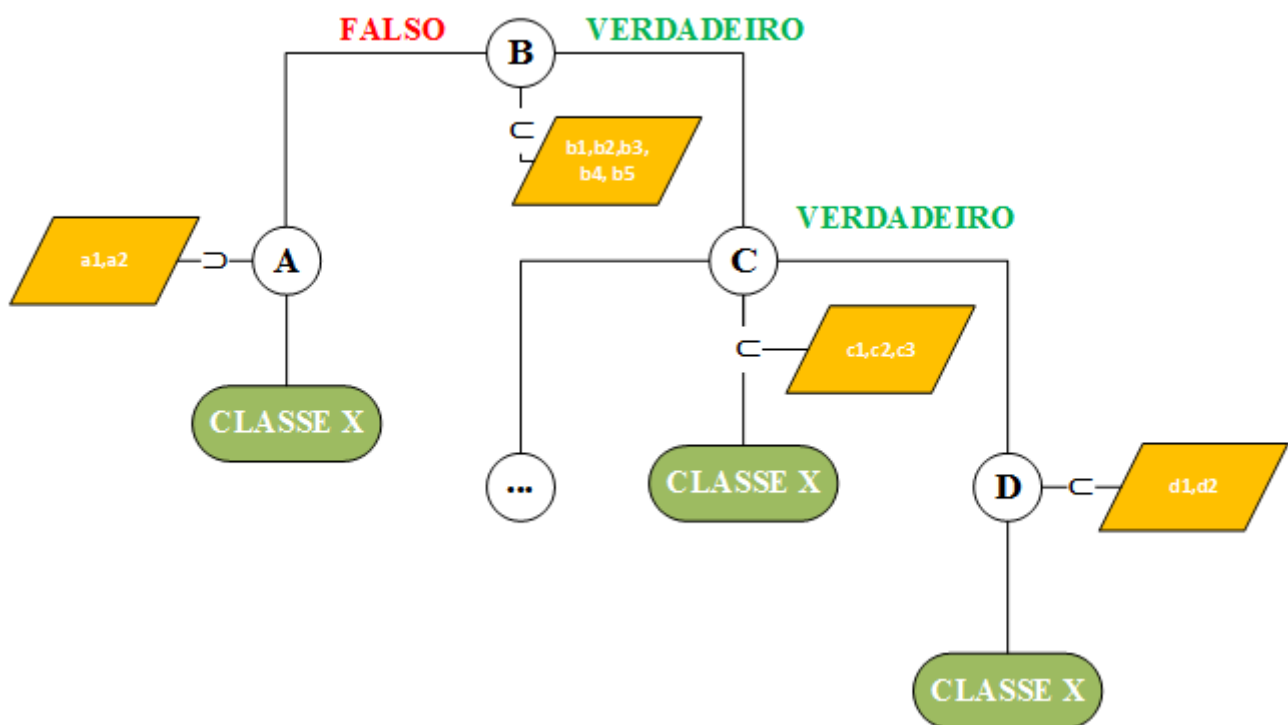 FALSO
B
VERDADEIRO
⊂
b1,b2,b3,
b4, b5
VERDADEIRO
a1,a2
⊃
A
C
⊂
c1,c2,c3
CLASSE X
...
CLASSE X
D
⊂
d1,d2
CLASSE X